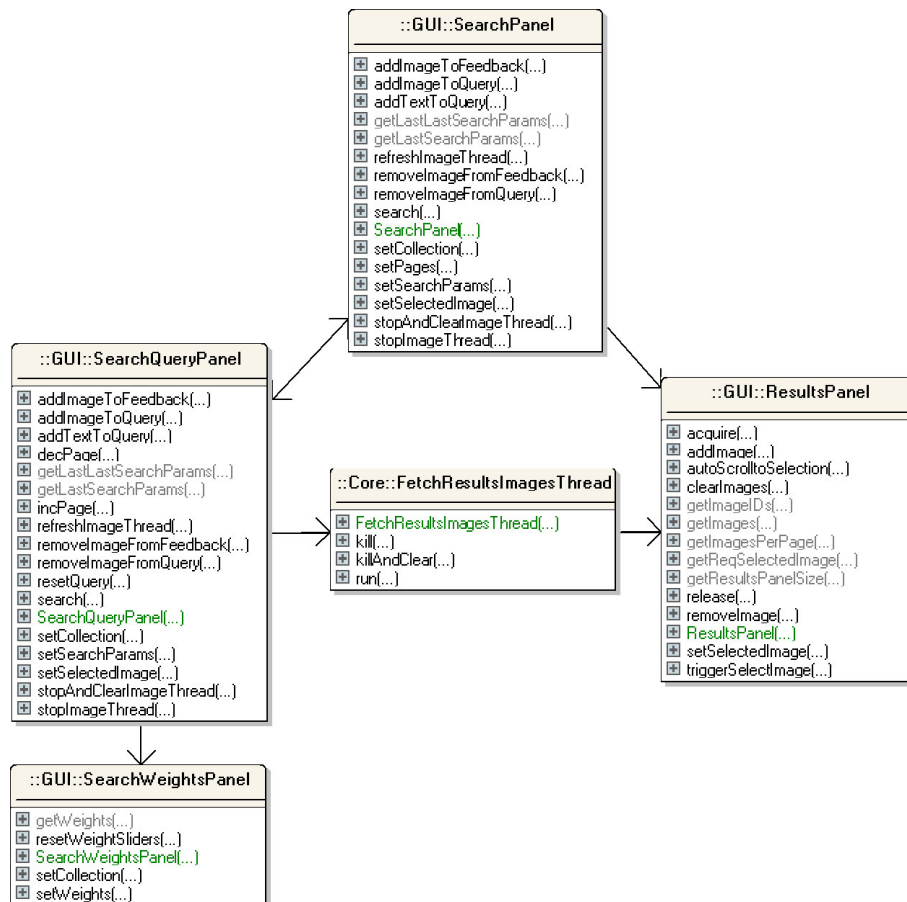 ::GUI::SearchPanel
addImageToFeedback(...)
addImageToQuery(...)
addTextToQuery(...)
getLastLastSearchParams(...)
getLastSearchParams(...)
refreshImageThread(...)
removeImageFromFeedback(...)
removeImageFromQuery(...)
search(...)
SearchPanel(...)
setCollection(...)
setPages(...)
setSearchParams(...)
setSelectedImage(...)
stopAndClearImageThread(...)
stopImageThread(...)
::GUI::SearchQueryPanel
addImageToFeedback(...)
addImageToQuery(...)
addTextToQuery(...)
decPage(...)
getLastLastSearchParams(...)
getLastSearchParams(...)
incPage(...)
refreshImageThread(...)
removeImageFromFeedback(...)
removeImageFromQuery(...)
resetQuery(...)
search(...)
SearchQueryPanel(...)
setCollection(...)
setSearchParams(...)
setSelectedImage(...)
stopAndClearImageThread(...)
stopImageThread(...)
::Core::FetchResultsImagesThread
FetchResultsImagesThread(...)
kill(...)
killAndClear(...)
run(...)
::GUI::ResultsPanel
acquire(...)
addImage(...)
autoScrolltoSelection(...)
clearImages(...)
getImageIDs(...)
getImages(...)
getImagesPerPage(...)
getReqSelectedImage(...)
getResultsPanelSize(...)
release(...)
removeImage(...)
ResultsPanel(...)
setSelectedImage(...)
triggerSelectImage(...)
::GUI::SearchWeightsPanel
getWeights(...)
resetWeightSliders(...)
SearchWeightsPanel(...)
setCollection(...)
setWeights(...)